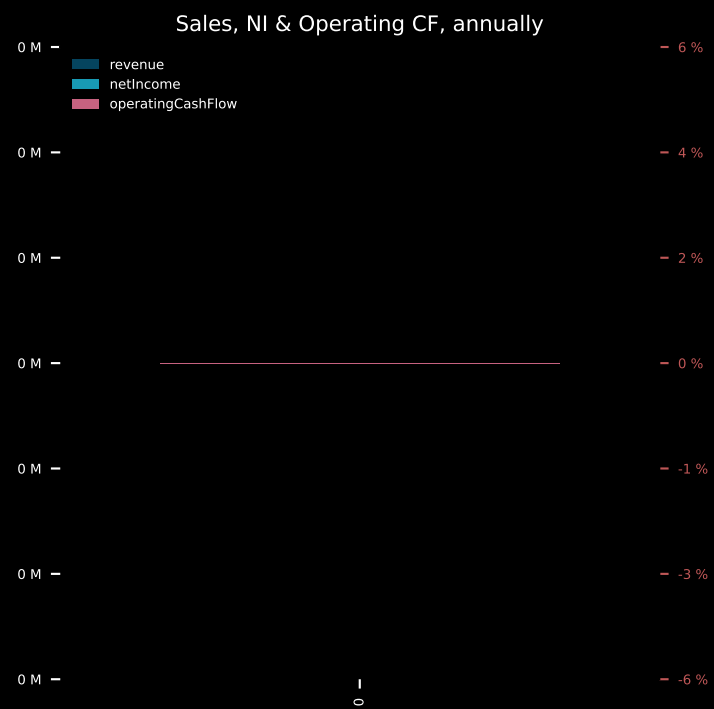 Sales, NI & Operating CF, annually
0 M
6 %
revenue
netIncome
operatingCashFlow
0 M
4 %
0 M
2 %
0 M
0 %
0 M
-1 %
0 M
-3 %
0 M
-6 %
0